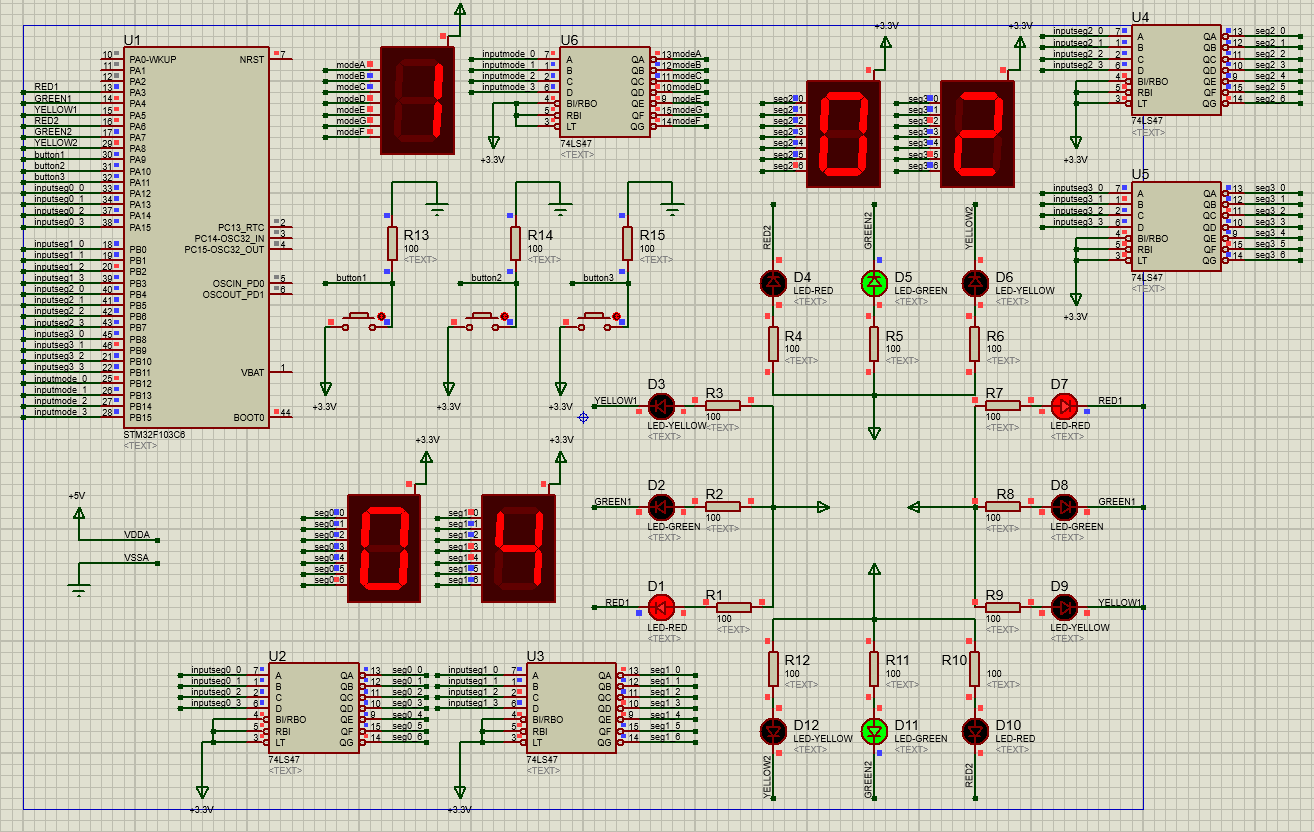 U1
10 PA0-WKUP
11 PA1
12 PA2
RED1 13 PA3
GREEN1 14 PA4
YELLOW1 15 PA5
RED2 16 PA6
GREEN2 17 PA7
YELLOW2 29 PA8
button1 30 PA9
button2 31 PA10
button3 32 PA11
inputseg0_0 33 PA12
inputseg0_1 34 PA13
inputseg0_2 37 PA14
inputseg0_3 38 PA15
inputseg1_0 18 PB0
inputseg1_1 19 PB1
inputseg1_2 20 PB2
inputseg1_3 39 PB3
inputseg2_0 40 PB4
inputseg2_1 41 PB5
inputseg2_2 42 PB6
inputseg2_3 43 PB7
inputseg3_0 45 PB8
inputseg3_1 46 PB9
inputseg3_2 21 PB10
inputseg3_3 22 PB11
inputmode_0 25 PB12
inputmode_1 26 PB13
inputmode_2 27 PB14
inputmode_3 28 PB15
NRST 7
PC13_RTC 2
PC14-OSC32_IN 3
PC15-OSC32_OUT 4
OSCIN_PD0 5
OSCOUT_PD1 6
VBAT 1
BOOT0 44
STM32F103C6
<TEXT>
modeA
modeB
modeC
modeD
modeE
modeG
modeF
1
U6
inputmode_0 7 A QA 13 modeA
inputmode_1 1 B QB 12 modeB
inputmode_2 2 C QC 11 modeC
inputmode_3 6 D QD 10 modeD
4 BI/RBO QE 9 modeE
5 RBI QF 15 modeG
3 LT QG 14 modeF
74LS47
<TEXT>
+3.3V
+3.3V
+3.3V
seg2_0
seg2_1
seg2_2
seg2_3
seg2_4
seg2_5
seg2_6
0
seg3_0
seg3_1
seg3_2
seg3_3
seg3_4
seg3_5
seg3_6
2
U4
inputseg2_0 7 A QA 13 seg2_0
inputseg2_1 1 B QB 12 seg2_1
inputseg2_2 2 C QC 11 seg2_2
inputseg2_3 6 D QD 10 seg2_3
4 BI/RBO QE 9 seg2_4
5 RBI QF 15 seg2_5
3 LT QG 14 seg2_6
74LS47
<TEXT>
+3.3V
U5
inputseg3_0 7 A QA 13 seg3_0
inputseg3_1 1 B QB 12 seg3_1
inputseg3_2 2 C QC 11 seg3_2
inputseg3_3 6 D QD 10 seg3_3
4 BI/RBO QE 9 seg3_4
5 RBI QF 15 seg3_5
3 LT QG 14 seg3_6
74LS47
<TEXT>
+3.3V
R13
100
<TEXT>
R14
100
<TEXT>
R15
100
<TEXT>
button1
button2
button3
+3.3V
+3.3V
+3.3V
RED2
GREEN2
YELLOW2
D4
LED-RED
<TEXT>
D5
LED-GREEN
<TEXT>
D6
LED-YELLOW
<TEXT>
R4
100
<TEXT>
R5
100
<TEXT>
R6
100
<TEXT>
YELLOW1
D3
LED-YELLOW
<TEXT>
R3
100
<TEXT>
R7
100
<TEXT>
D7
LED-RED
<TEXT>
RED1
GREEN1
D2
LED-GREEN
<TEXT>
R2
100
<TEXT>
R8
100
<TEXT>
D8
LED-GREEN
<TEXT>
GREEN1
RED1
D1
LED-RED
<TEXT>
R1
100
<TEXT>
R9
100
<TEXT>
D9
LED-YELLOW
<TEXT>
YELLOW1
+5V
VDDA
VSSA
+3.3V
+3.3V
seg0_0
seg0_1
seg0_2
seg0_3
seg0_4
seg0_5
seg0_6
0
seg1_0
seg1_1
seg1_2
seg1_3
seg1_4
seg1_5
seg1_6
4
U2
inputseg0_0 7 A QA 13 seg0_0
inputseg0_1 1 B QB 12 seg0_1
inputseg0_2 2 C QC 11 seg0_2
inputseg0_3 6 D QD 10 seg0_3
4 BI/RBO QE 9 seg0_4
5 RBI QF 15 seg0_5
3 LT QG 14 seg0_6
74LS47
<TEXT>
+3.3V
U3
inputseg1_0 7 A QA 13 seg1_0
inputseg1_1 1 B QB 12 seg1_1
inputseg1_2 2 C QC 11 seg1_2
inputseg1_3 6 D QD 10 seg1_3
4 BI/RBO QE 9 seg1_4
5 RBI QF 15 seg1_5
3 LT QG 14 seg1_6
74LS47
<TEXT>
+3.3V
R12
100
<TEXT>
R11
100
<TEXT>
R10
100
<TEXT>
D12
LED-YELLOW
<TEXT>
D11
LED-GREEN
<TEXT>
D10
LED-RED
<TEXT>
YELLOW2
GREEN2
RED2